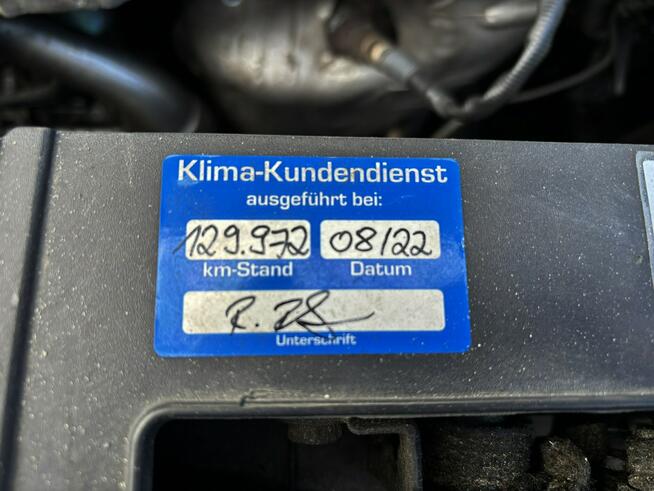 Klima-Kundendienst
ausgeführt bei:
129.972 08/22
km-Stand Datum
Unterschrift